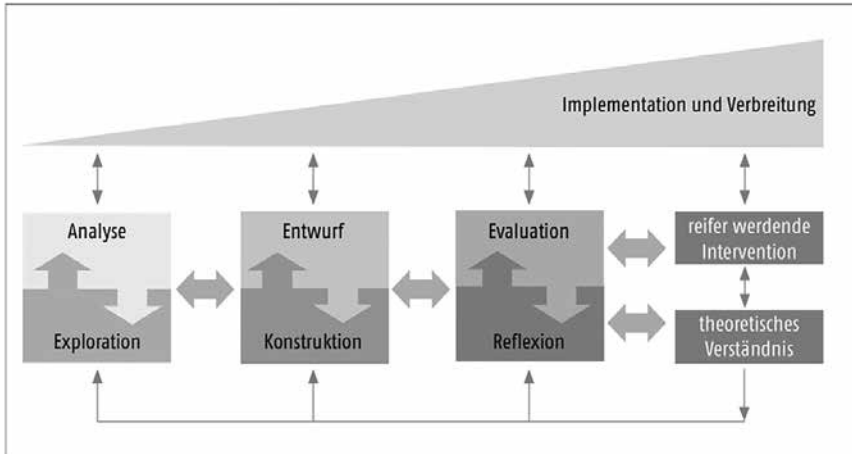 Implementation und Verbreitung
Analyse
Exploration
Entwurf
Konstruktion
Evaluation
Reflexion
reifer werdende
Intervention
theoretisches
Verständnis